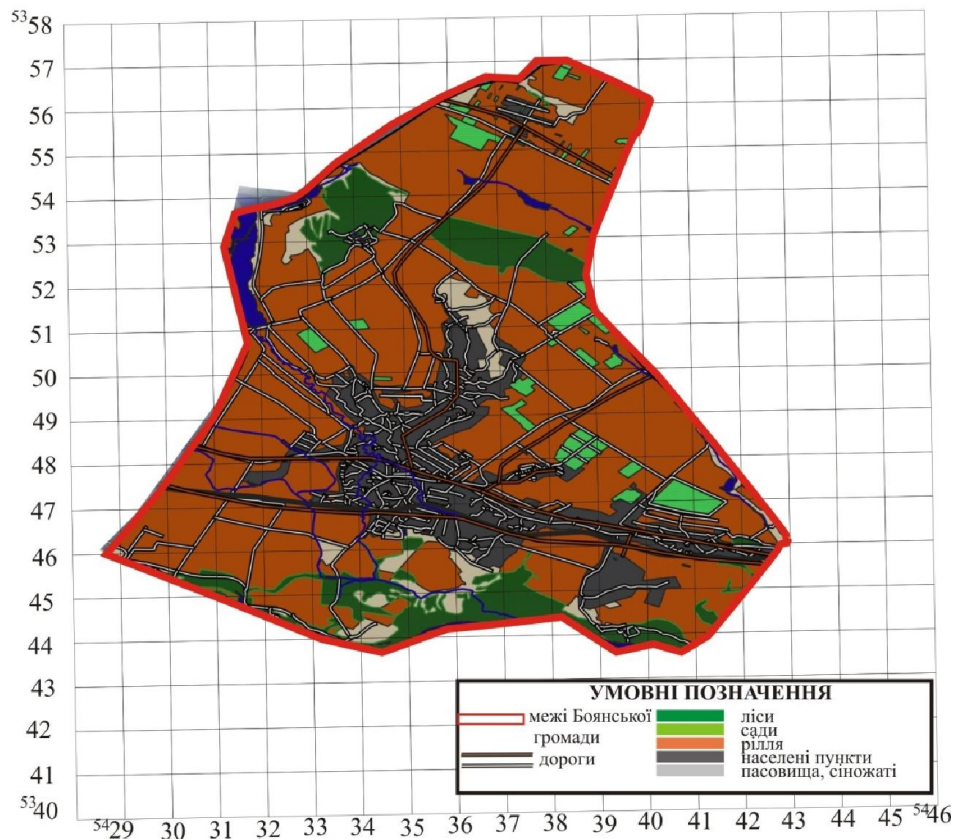 53 58
57
56
55
54
53
52
51
50
49
48
47
46
45
44
43
42
41
53 40
54 29 30 31 32 33 34 35 36 37 38 39 40 41 42 43 44 45 54 46
УМОВНІ ПОЗНАЧЕННЯ
межі Боянської
громади
дороги
ліси
сади
рілля
населені пункти
пасовища, сіножаті